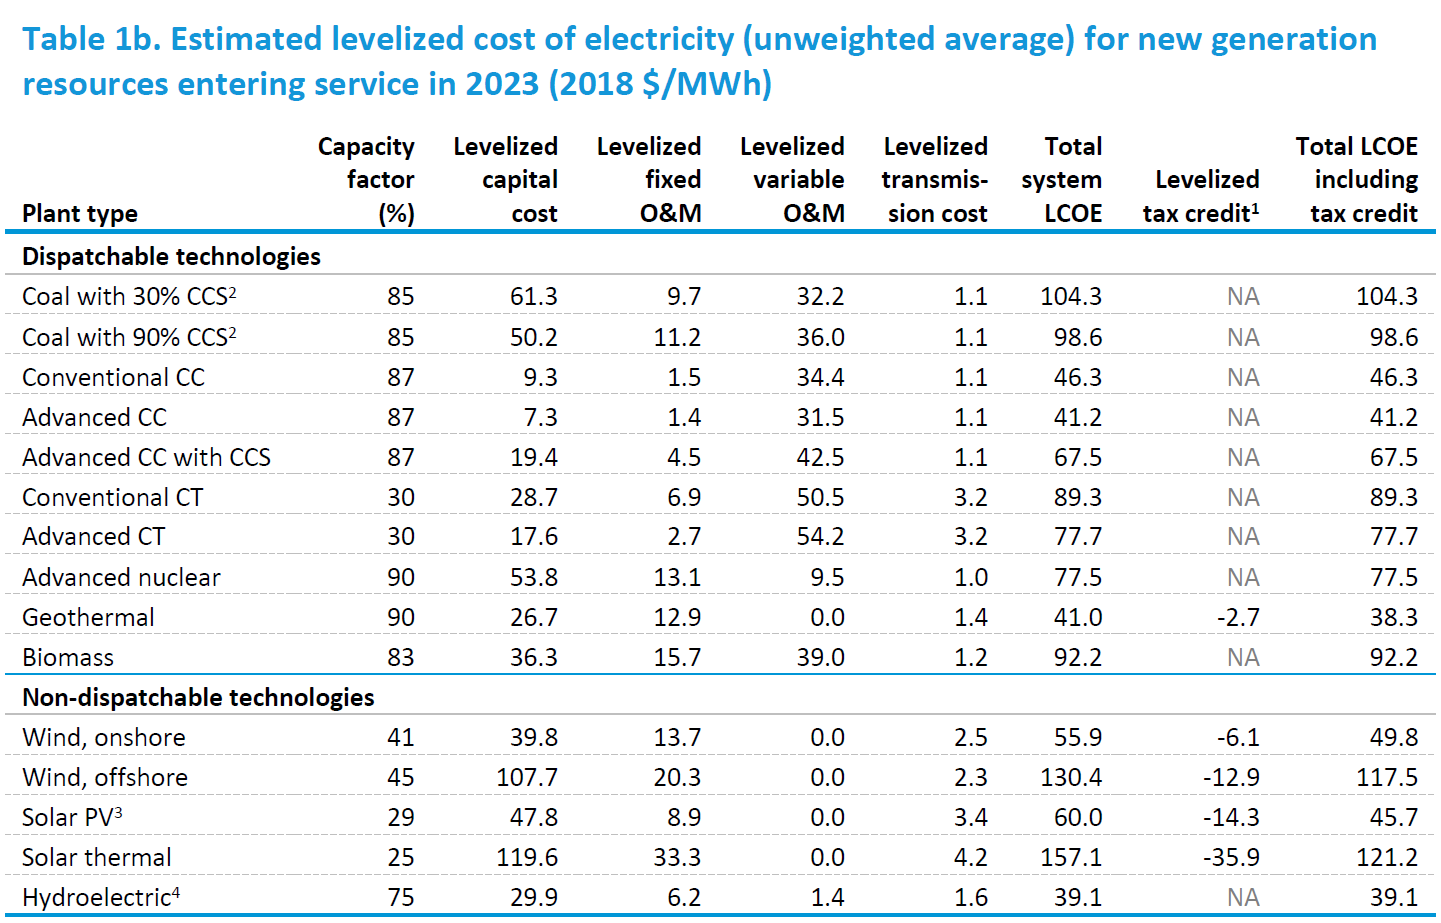 Table 1b. Estimated levelized cost of electricity (unweighted average) for new generation
resources entering service in 2023 (2018 $/MWh)
Plant type Capacity factor (%) Levelized capital cost Levelized fixed O&M Levelized variable O&M Levelized transmis-sion cost Total system LCOE Levelized tax credit¹ Total LCOE including tax credit
Dispatchable technologies
Coal with 30% CCS² 85 61.3 9.7 32.2 1.1 104.3 NA 104.3
Coal with 90% CCS² 85 50.2 11.2 36.0 1.1 98.6 NA 98.6
Conventional CC 87 9.3 1.5 34.4 1.1 46.3 NA 46.3
Advanced CC 87 7.3 1.4 31.5 1.1 41.2 NA 41.2
Advanced CC with CCS 87 19.4 4.5 42.5 1.1 67.5 NA 67.5
Conventional CT 30 28.7 6.9 50.5 3.2 89.3 NA 89.3
Advanced CT 30 17.6 2.7 54.2 3.2 77.7 NA 77.7
Advanced nuclear 90 53.8 13.1 9.5 1.0 77.5 NA 77.5
Geothermal 90 26.7 12.9 0.0 1.4 41.0 -2.7 38.3
Biomass 83 36.3 15.7 39.0 1.2 92.2 NA 92.2
Non-dispatchable technologies
Wind, onshore 41 39.8 13.7 0.0 2.5 55.9 -6.1 49.8
Wind, offshore 45 107.7 20.3 0.0 2.3 130.4 -12.9 117.5
Solar PV³ 29 47.8 8.9 0.0 3.4 60.0 -14.3 45.7
Solar thermal 25 119.6 33.3 0.0 4.2 157.1 -35.9 121.2
Hydroelectric⁴ 75 29.9 6.2 1.4 1.6 39.1 NA 39.1